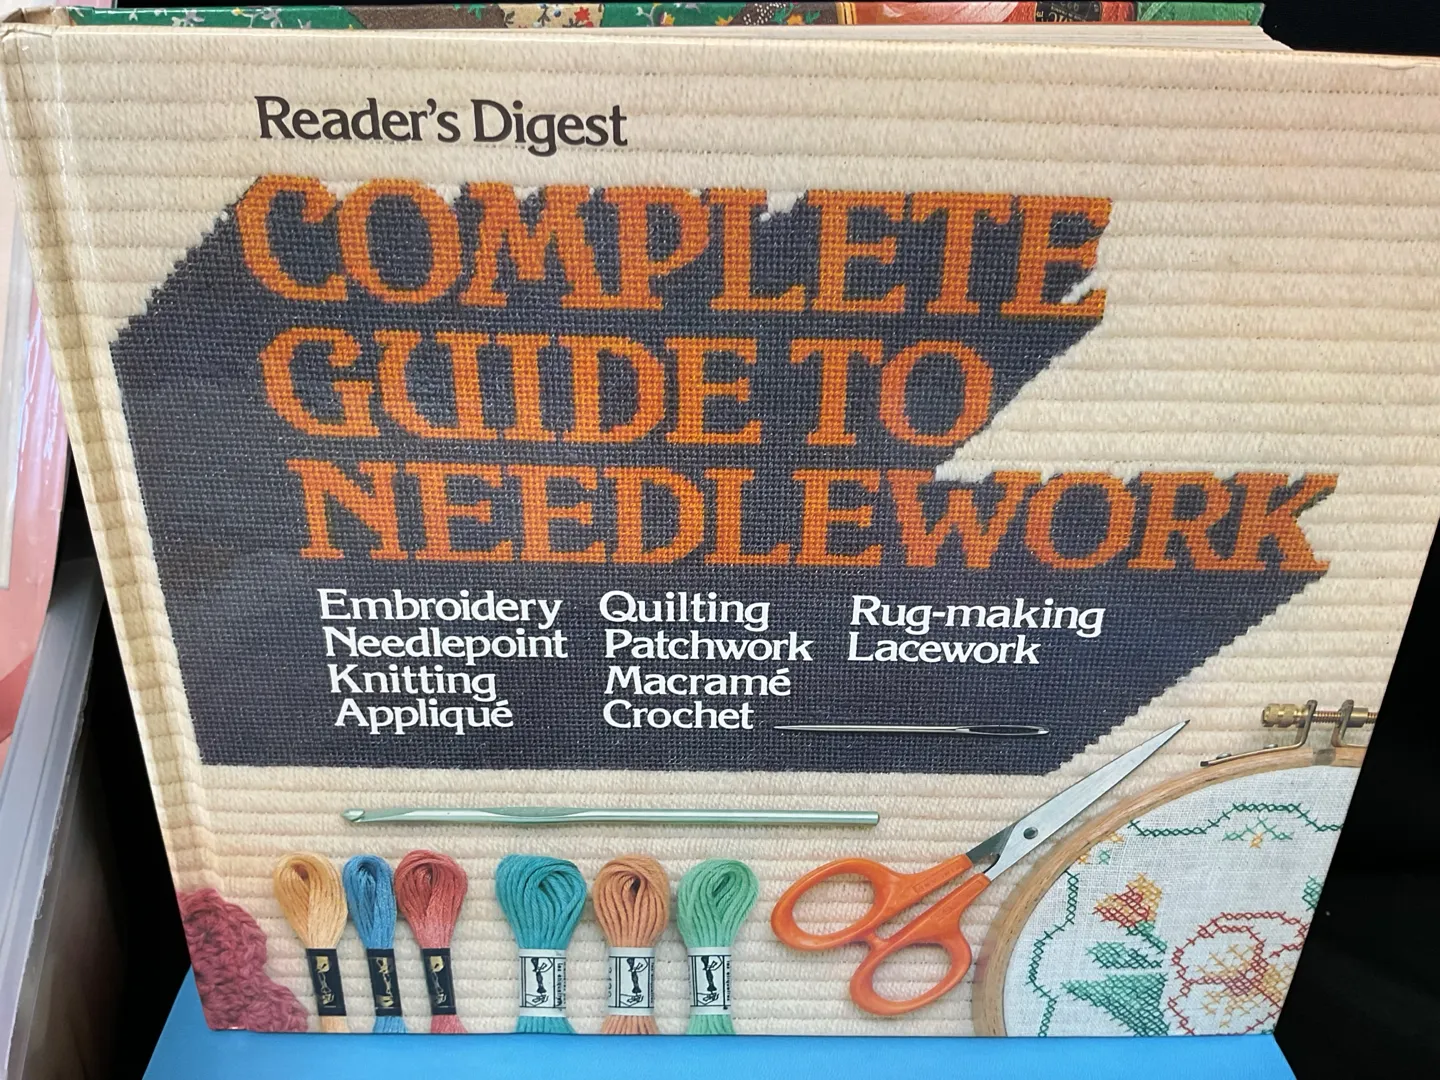 Reader's Digest
COMPLETE
GUIDE TO
NEEDLEWORK
Embroidery
Needlepoint
Knitting
Appliqué
Quilting
Patchwork
Macramé
Crochet
Rug-making
Lacework